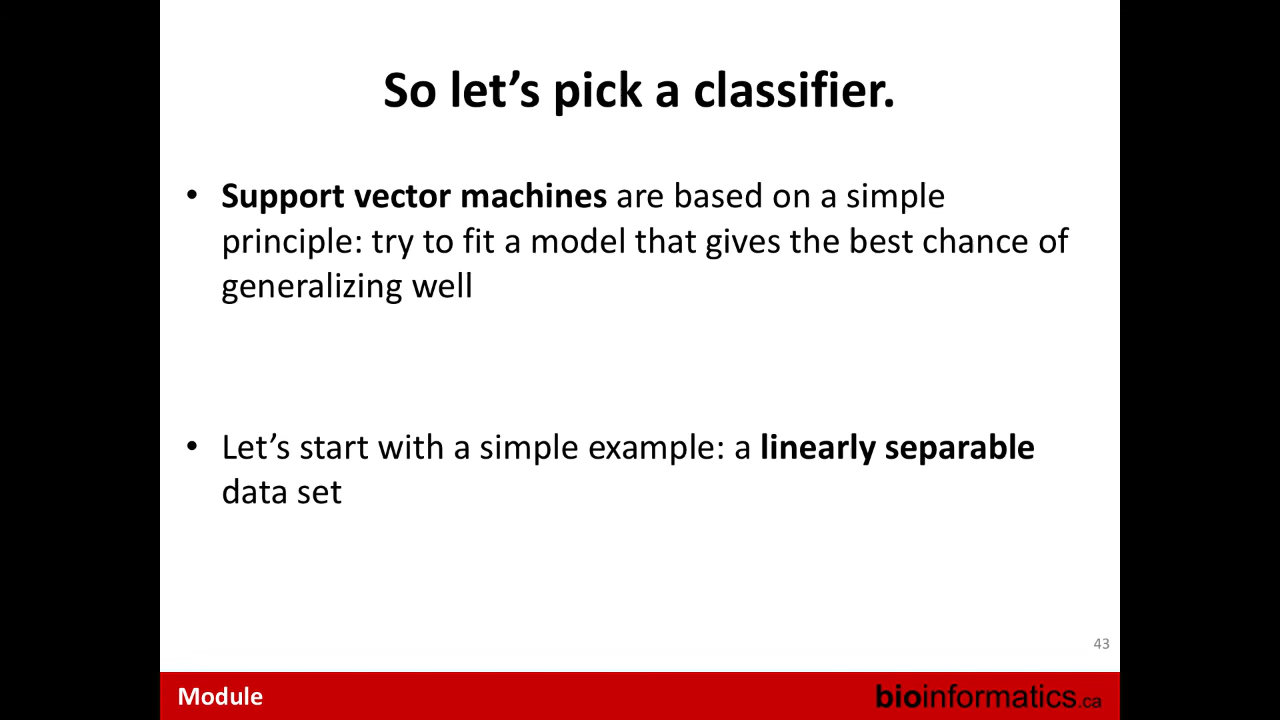 So let’s pick a classifier.
• Support vector machines are based on a simple
principle: try to fit a model that gives the best chance of
generalizing well
• Let’s start with a simple example: a linearly separable
data set
43
Module
bioinformatics.ca